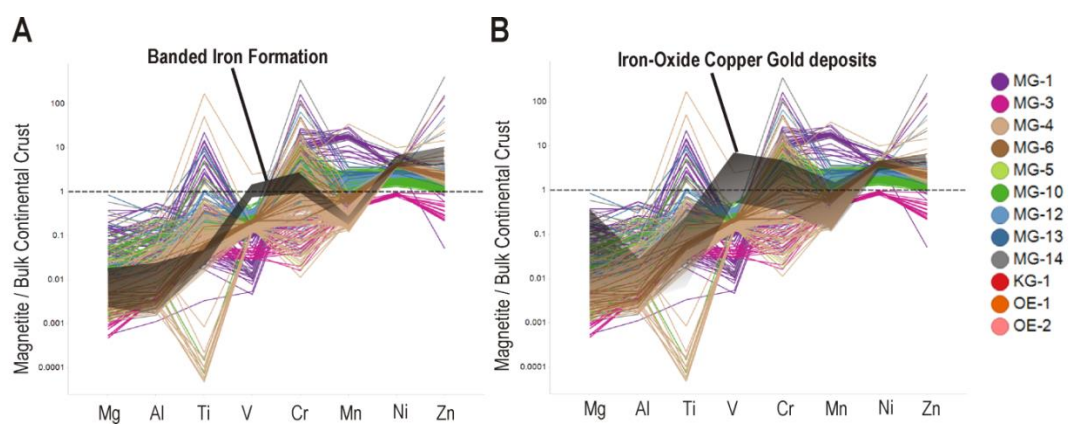 A
Banded Iron Formation
Magnetite / Bulk Continental Crust
100
10
1
0.1
0.01
0.001
0.0001
Mg Al Ti V Cr Mn Ni Zn
B
Iron-Oxide Copper Gold deposits
Magnetite / Bulk Continental Crust
100
10
1
0.1
0.01
0.001
0.0001
Mg Al Ti V Cr Mn Ni Zn
MG-1
MG-3
MG-4
MG-6
MG-5
MG-10
MG-12
MG-13
MG-14
KG-1
OE-1
OE-2